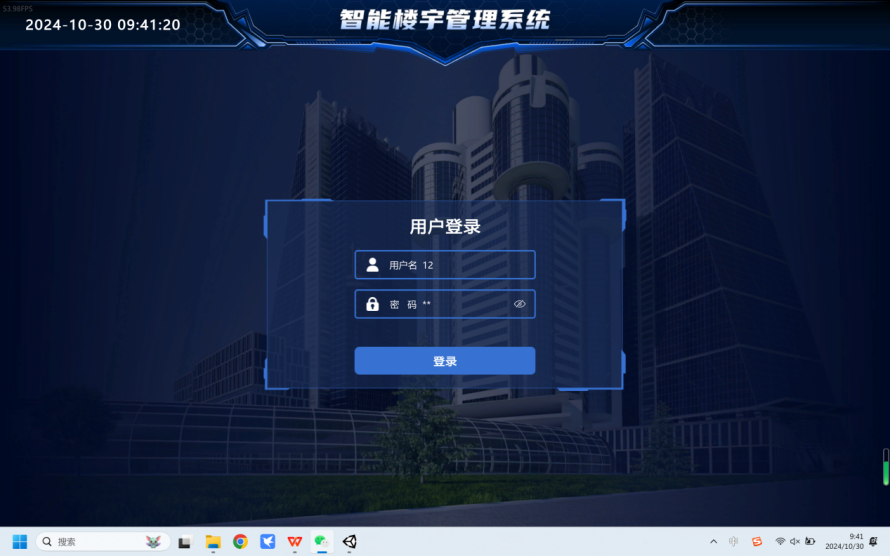 53.98FPS
2024-10-30 09:41:20
智能楼宇管理系统
用户登录
用户名 12
密 码 **
登录
搜索
中
9:41
2024/10/30